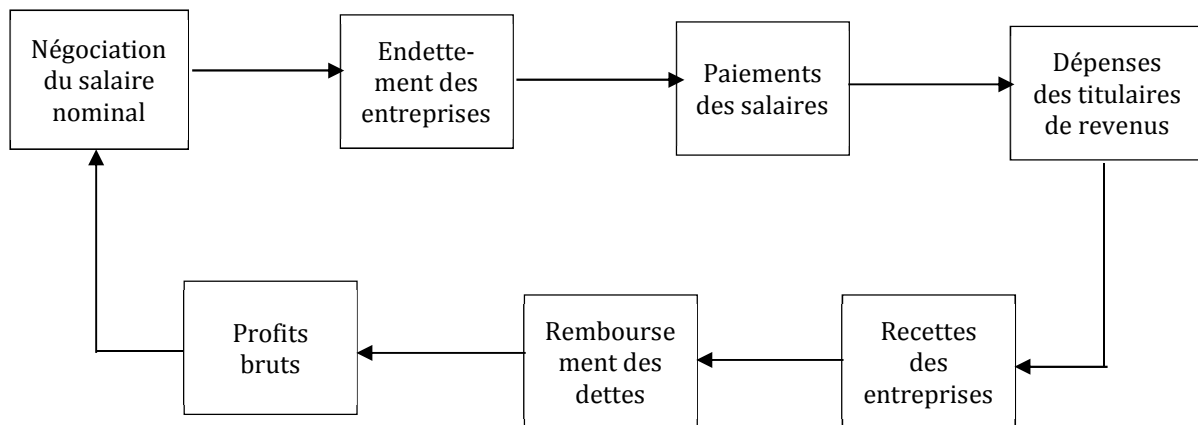 Négociation
du salaire
nominal
Endette-
ment des
entreprises
Paiements
des salaires
Dépenses
des titulaires
de revenus
Recettes
des
entreprises
Rembourse
ment des
dettes
Profits
bruts